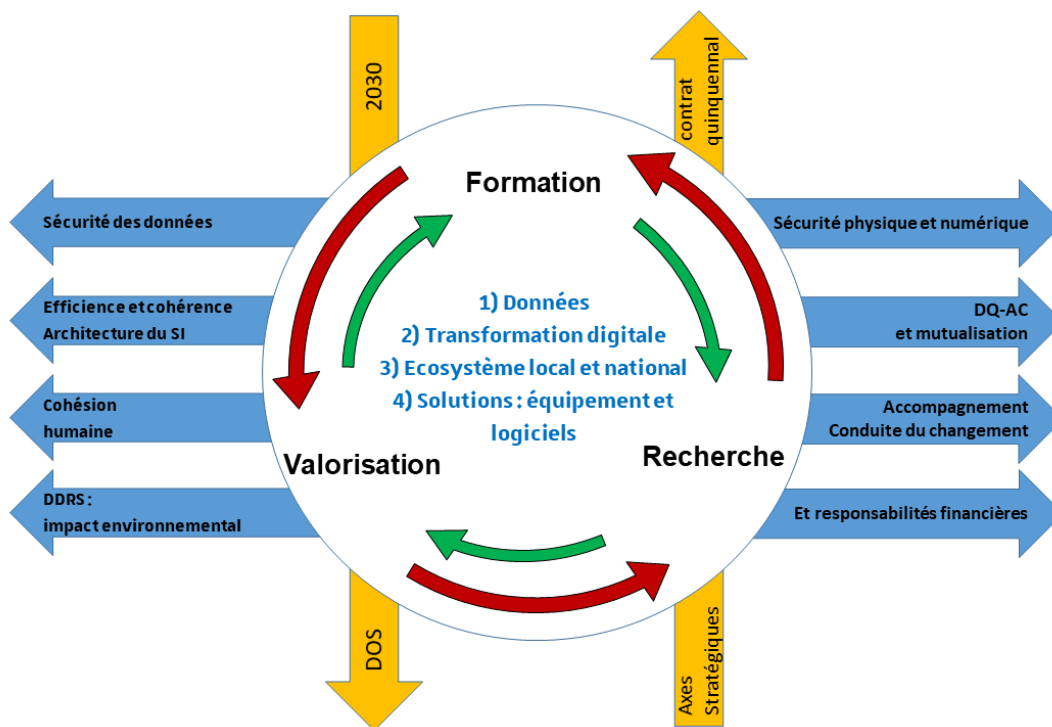 2030
contrat
quinquennal
Formation
Sécurité des données
Sécurité physique et numérique
Efficience et cohérence
Architecture du SI
1) Données
2) Transformation digitale
3) Ecosystème local et national
4) Solutions : équipement et
logiciels
DQ-AC
et mutualisation
Cohésion
humaine
Accompagnement
Conduite du changement
Valorisation
Recherche
DDRS :
impact environnemental
Et responsabilités financières
DOS
Axes
Stratégiques